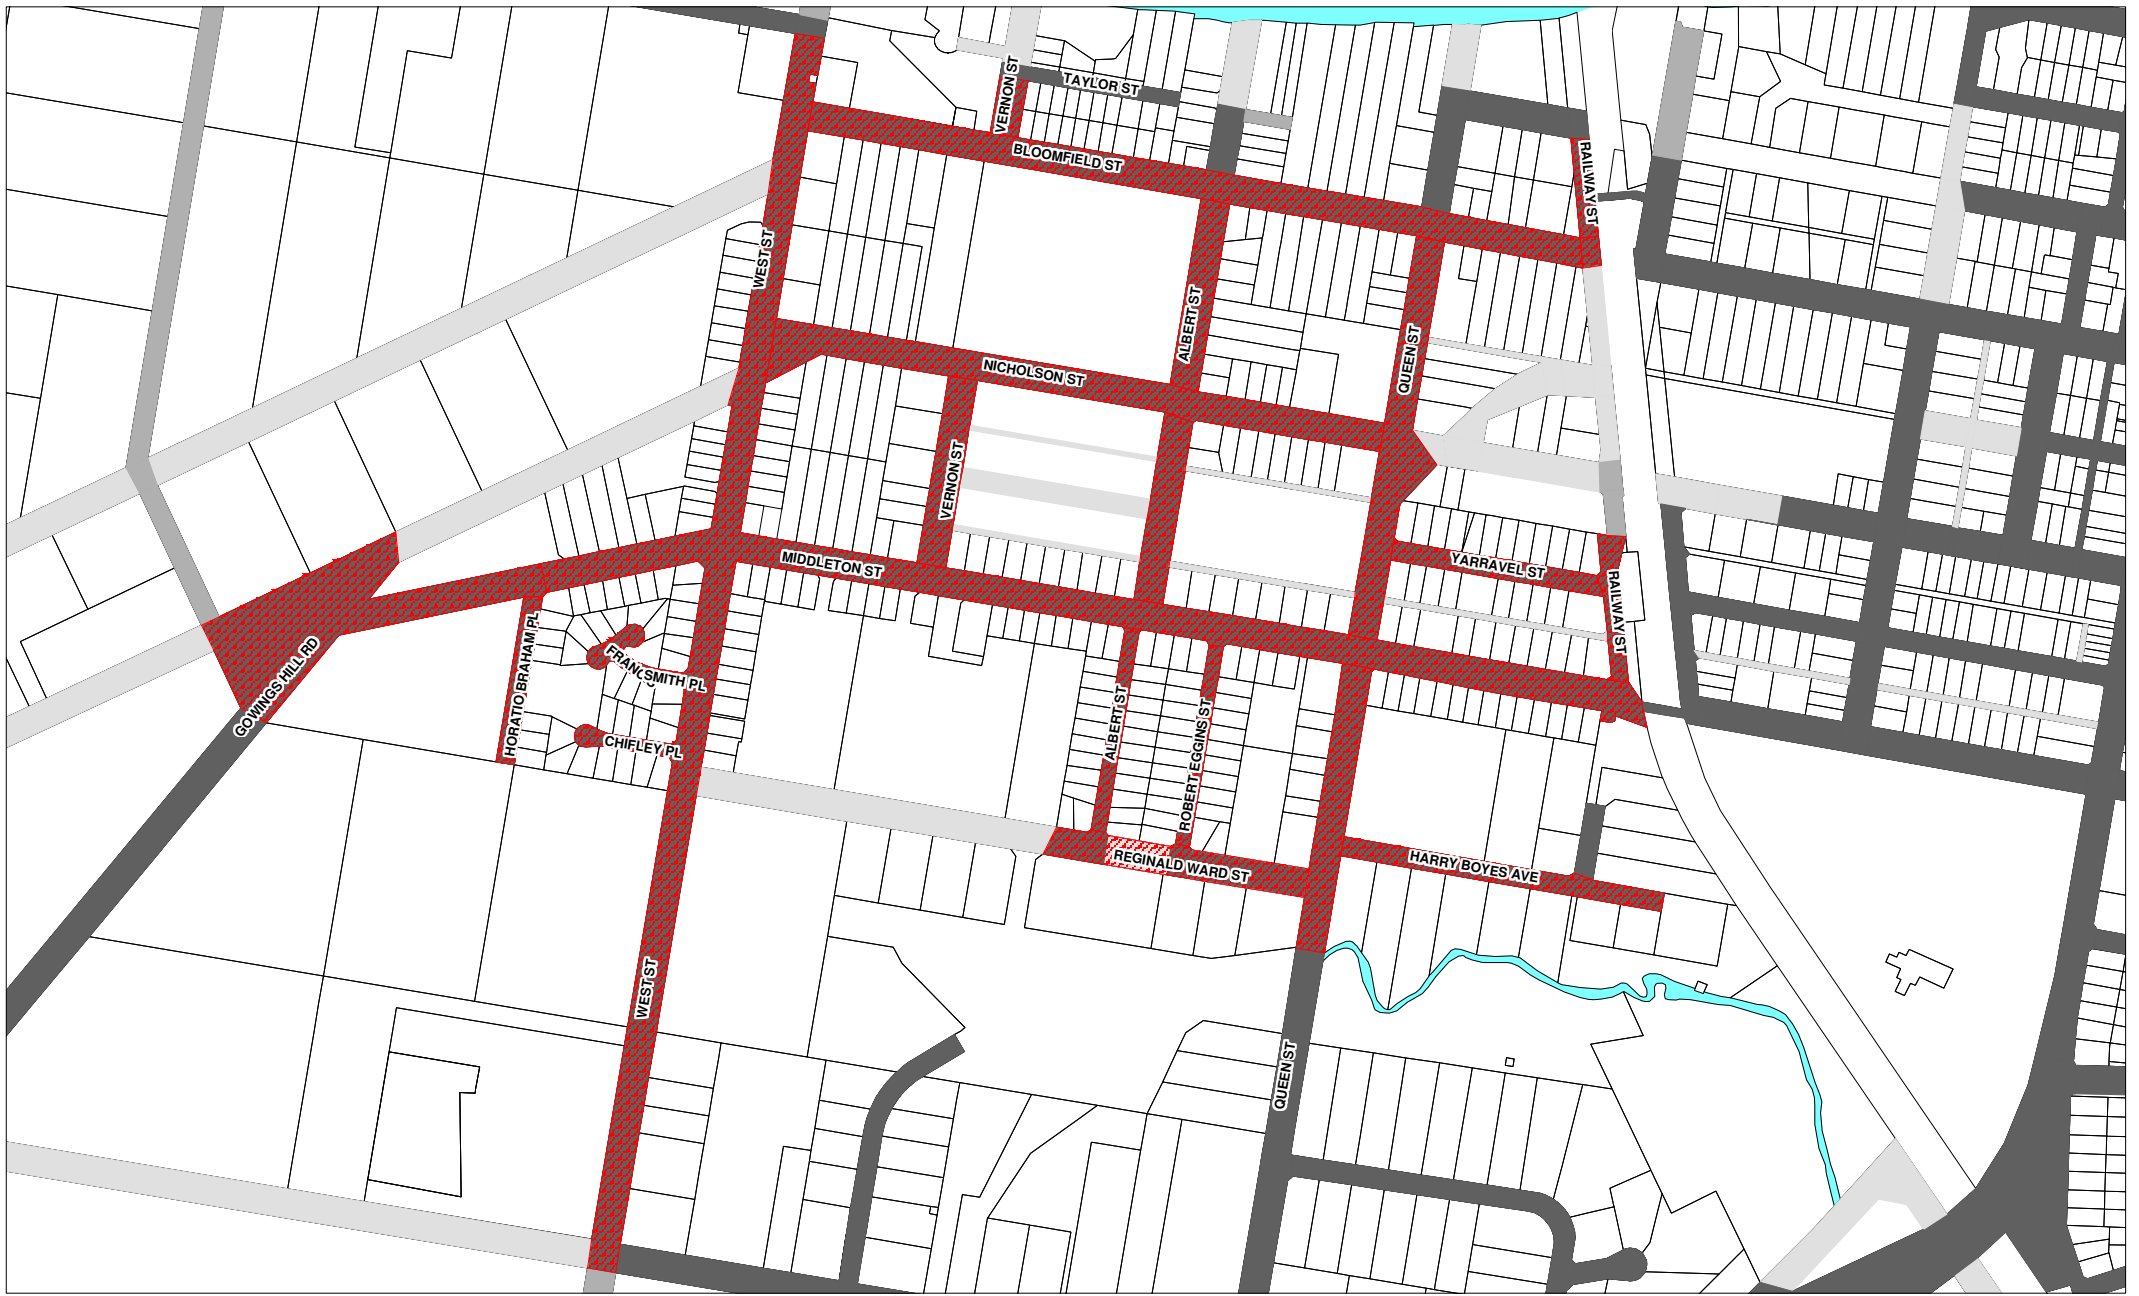 VERNON ST
TAYLOR ST
BLOOMFIELD ST
RAILWAY ST
WEST ST
ALBERT ST
QUEEN ST
NICHOLSON ST
VERNON ST
MIDDLETON ST
YARRAVEL ST
RAILWAY ST
HORATIO BRAHAM PL
GOWINGS HILL RD
SMITH PL
CHIFLEY PL
ALBERT ST
ROBERT EGGINS ST
REGINALD WARD ST
HARRY BOYES AVE
WEST ST
QUEEN ST